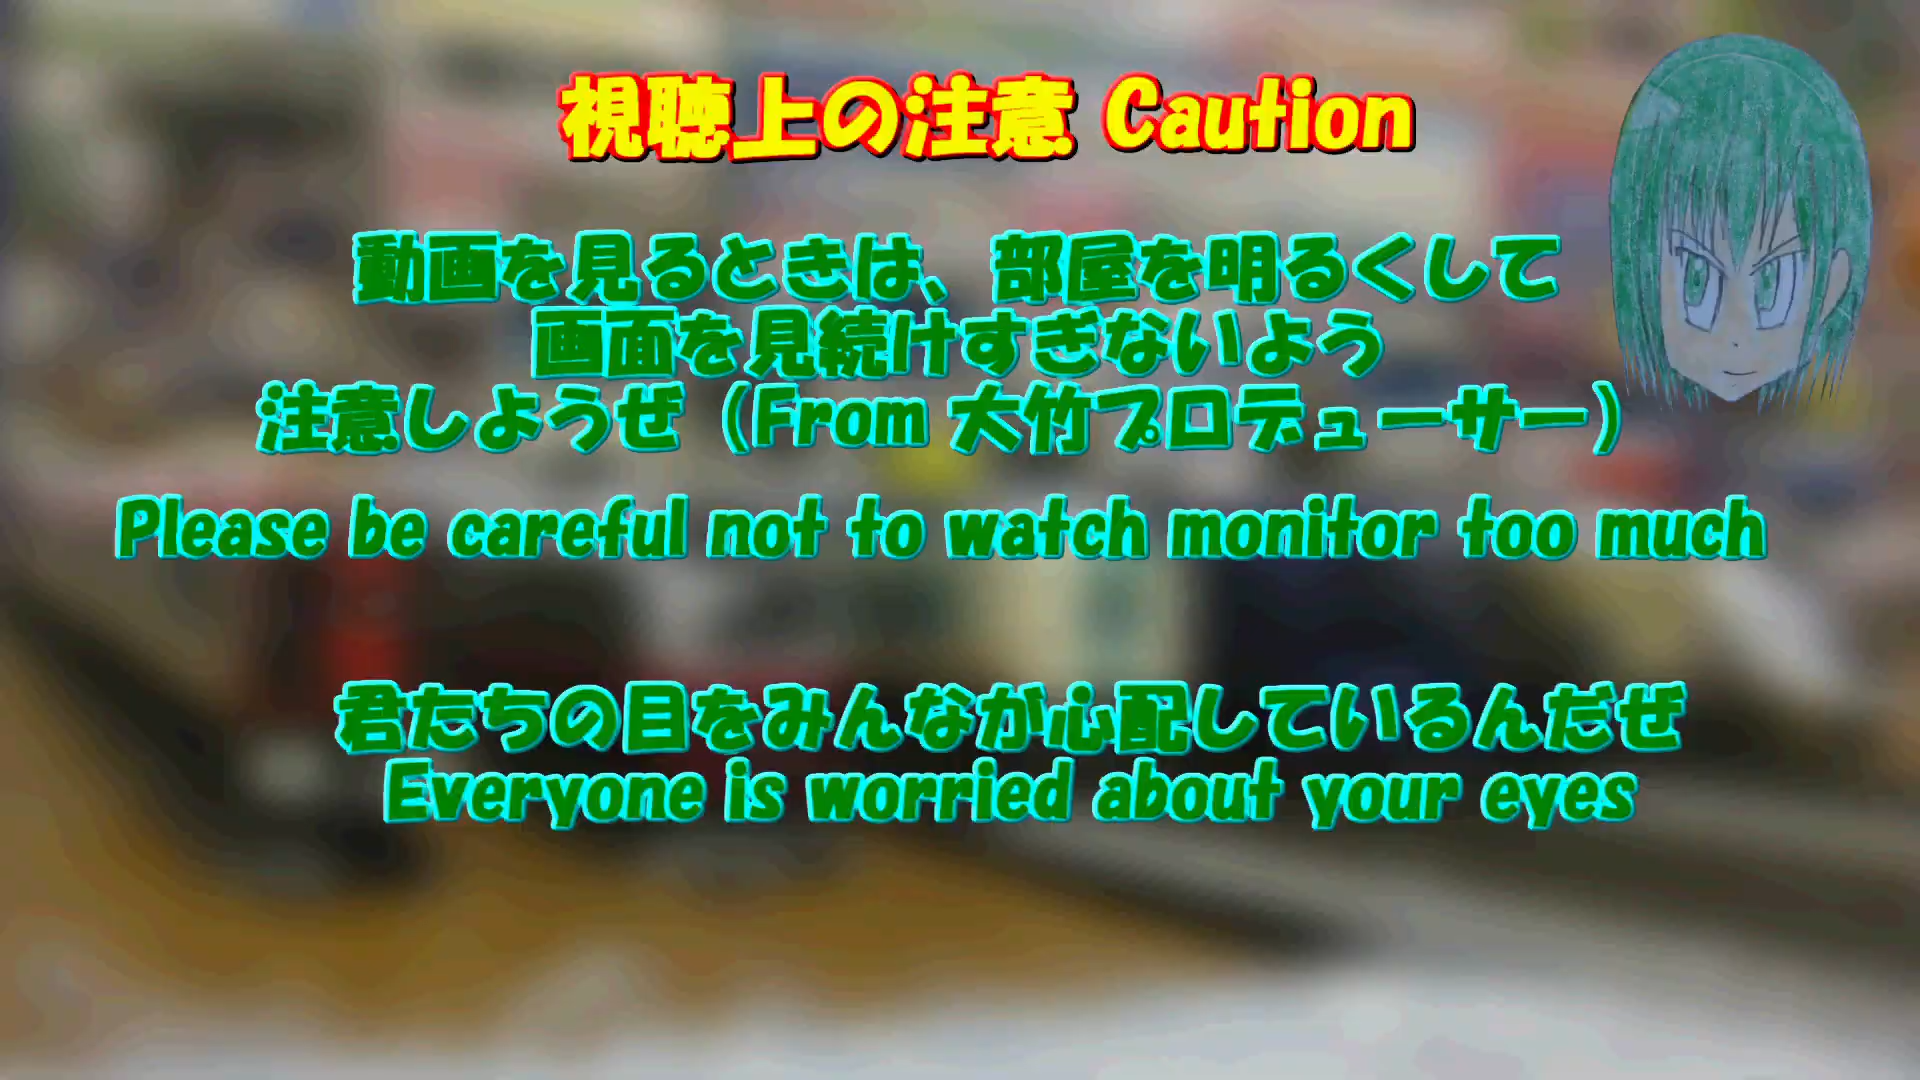 視聴上の注意 Caution
動画を見るときは、部屋を明るくして
画面を見続けすぎないよう
注意しようぜ（From 大竹プロデューサー）
Please be careful not to watch monitor too much
君たちの目をみんなが心配しているんだぜ
Everyone is worried about your eyes